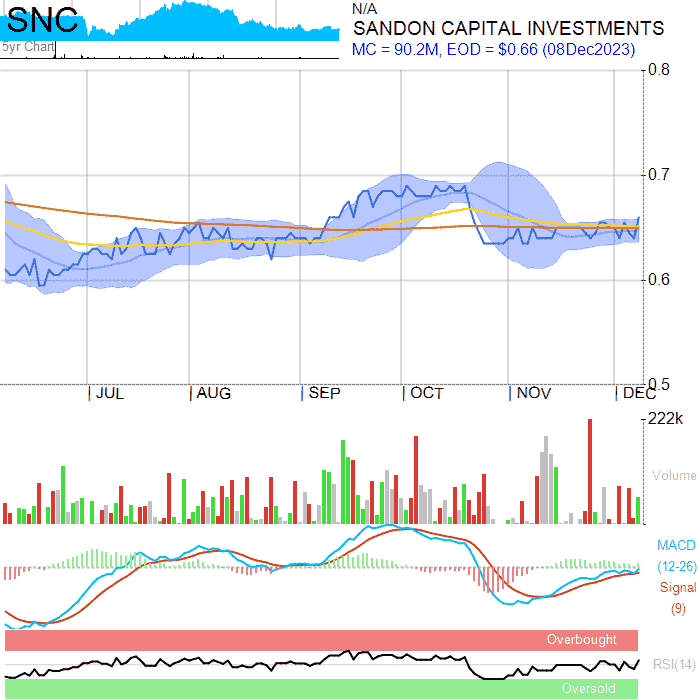 SNC
5yr Chart
N/A
SANDON CAPITAL INVESTMENTS
MC = 90.2M, EOD = $0.66 (08Dec2023)
0.8
0.7
0.6
0.5
JUL AUG SEP OCT NOV DEC
222k
Volume
MACD
(12-26)
Signal
(9)
Overbought
RSI(14)
Oversold